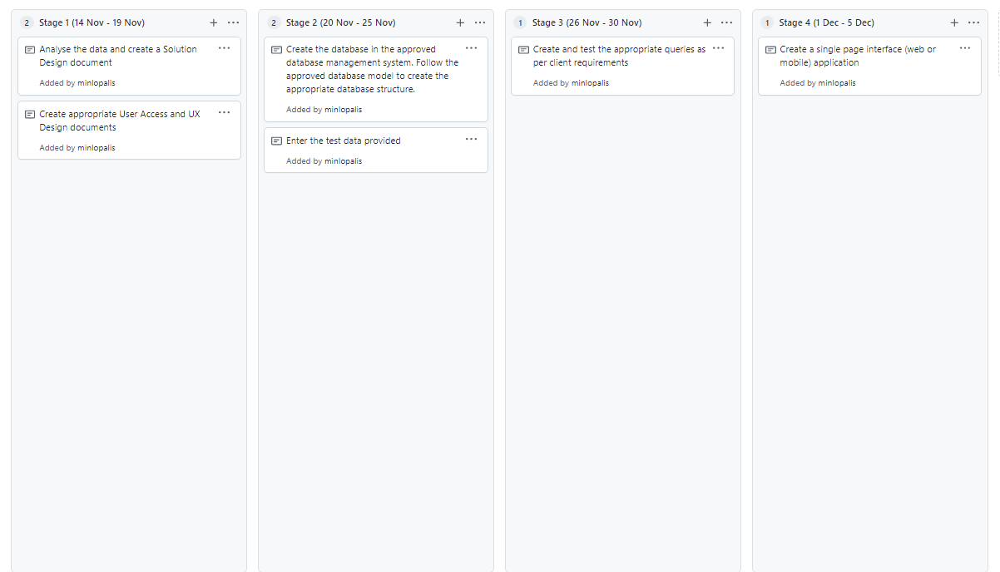 2 Stage 1 (14 Nov - 19 Nov)
Analyse the data and create a Solution
Design document
Added by minlopalis
Create appropriate User Access and UX
Design documents
Added by minlopalis
2 Stage 2 (20 Nov - 25 Nov)
Create the database in the approved
database management system. Follow the
approved database model to create the
appropriate database structure.
Added by minlopalis
Enter the test data provided
Added by minlopalis
1 Stage 3 (26 Nov - 30 Nov)
Create and test the appropriate queries as
per client requirements
Added by minlopalis
1 Stage 4 (1 Dec - 5 Dec)
Create a single page interface (web or
mobile) application
Added by minlopalis